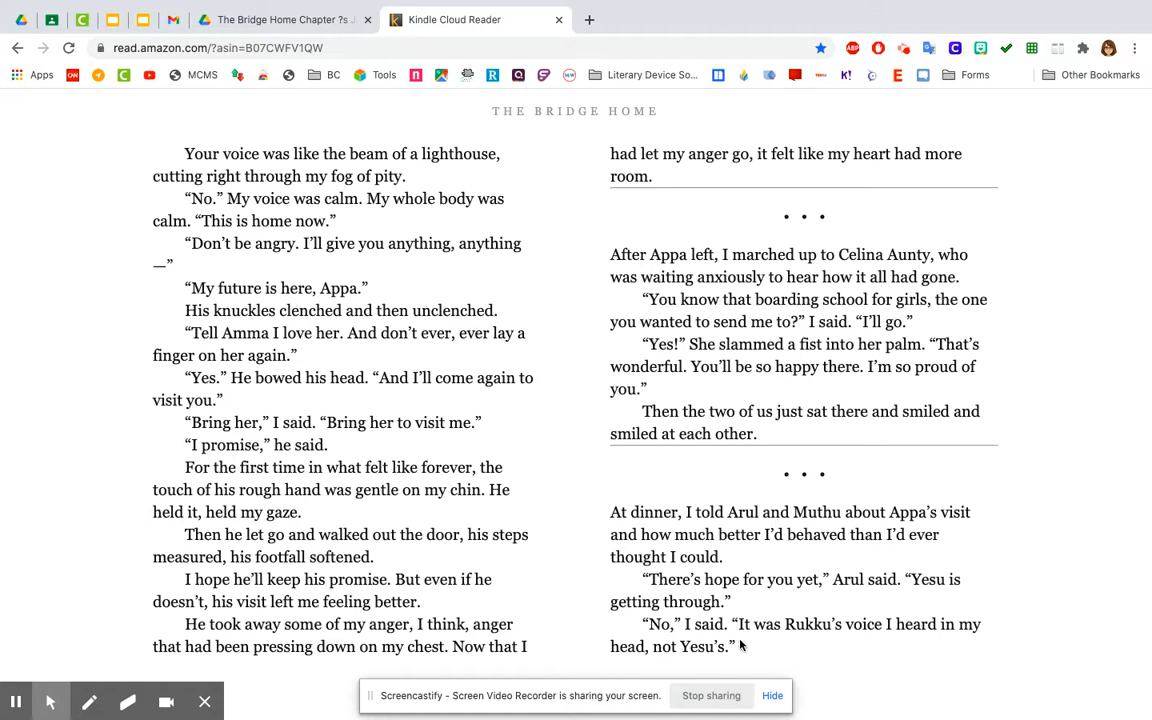 The Bridge Home Chapter ?s J
Kindle Cloud Reader
read.amazon.com/?asin=B07CWFV1QW
Apps
MCMS
BC
Tools
Literary Device So...
Forms
Other Bookmarks
THE BRIDGE HOME
Your voice was like the beam of a lighthouse,
cutting right through my fog of pity.
“No.” My voice was calm. My whole body was
calm. “This is home now.”
“Don’t be angry. I’ll give you anything, anything
—”
“My future is here, Appa.”
His knuckles clenched and then unclenched.
“Tell Amma I love her. And don’t ever, ever lay a
finger on her again.”
“Yes.” He bowed his head. “And I’ll come again to
visit you.”
“Bring her,” I said. “Bring her to visit me.”
“I promise,” he said.
For the first time in what felt like forever, the
touch of his rough hand was gentle on my chin. He
held it, held my gaze.
Then he let go and walked out the door, his steps
measured, his footfall softened.
I hope he’ll keep his promise. But even if he
doesn’t, his visit left me feeling better.
He took away some of my anger, I think, anger
that had been pressing down on my chest. Now that I
had let my anger go, it felt like my heart had more
room.
• • •
After Appa left, I marched up to Celina Aunty, who
was waiting anxiously to hear how it all had gone.
“You know that boarding school for girls, the one
you wanted to send me to?” I said. “I’ll go.”
“Yes!” She slammed a fist into her palm. “That’s
wonderful. You’ll be so happy there. I’m so proud of
you.”
Then the two of us just sat there and smiled and
smiled at each other.
• • •
At dinner, I told Arul and Muthu about Appa’s visit
and how much better I’d behaved than I’d ever
thought I could.
“There’s hope for you yet,” Arul said. “Yesu is
getting through.”
“No,” I said. “It was Rukku’s voice I heard in my
head, not Yesu’s.”
Screencastify - Screen Video Recorder is sharing your screen.
Stop sharing
Hide